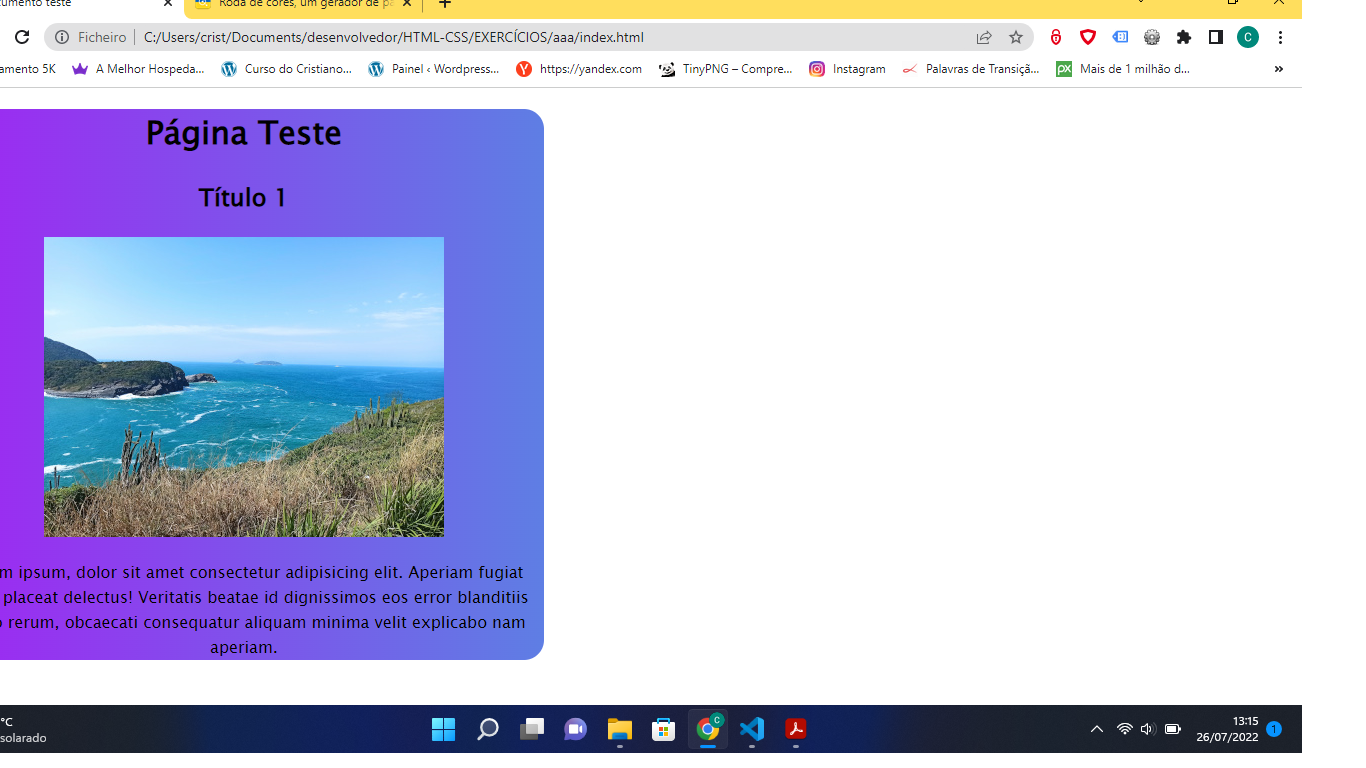 cumento teste
Roda de cores, um gerador de pa
Ficheiro
C:/Users/crist/Documents/desenvolvedor/HTML-CSS/EXERCÍCIOS/aaa/index.html
C
amento 5K
A Melhor Hospeda...
Curso do Cristiano...
Painel ‹ Wordpress...
https://yandex.com
TinyPNG – Compre...
Instagram
Palavras de Transiçã...
px
Mais de 1 milhão d...
»
Página Teste
Título 1
m ipsum, dolor sit amet consectetur adipisicing elit. Aperiam fugiat
placeat delectus! Veritatis beatae id dignissimos eos error blanditiis
o rerum, obcaecati consequatur aliquam minima velit explicabo nam
aperiam.
°C
solarado
C
13:15
26/07/2022
1